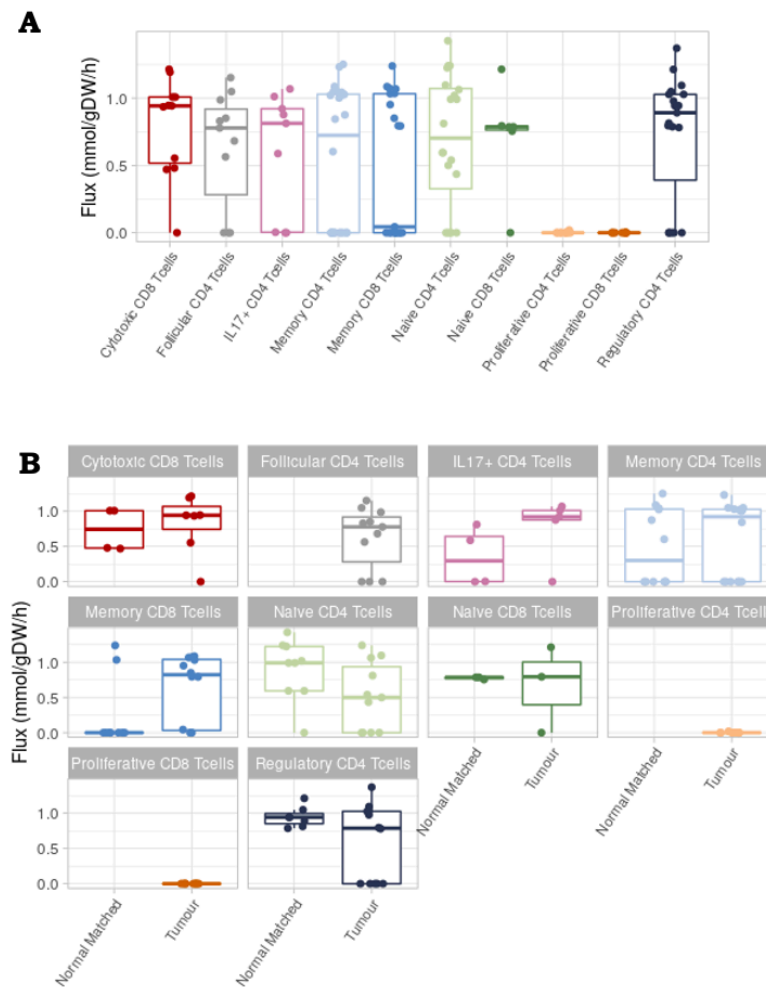 A
Flux (mmol/gDW/h)
1.0
0.5
0.0
Cytotoxic CD8 Tcells
Follicular CD4 Tcells
IL17+ CD4 Tcells
Memory CD4 Tcells
Memory CD8 Tcells
Naïve CD4 Tcells
Naïve CD8 Tcells
Proliferative CD4 Tcells
Proliferative CD8 Tcells
Regulatory CD4 Tcells
B
Flux (mmol/gDW/h)
Cytotoxic CD8 Tcells
Follicular CD4 Tcells
IL17+ CD4 Tcells
Memory CD4 Tcells
1.0
0.5
0.0
Memory CD8 Tcells
Naïve CD4 Tcells
Naïve CD8 Tcells
Proliferative CD4 Tcell
1.0
0.5
0.0
Proliferative CD8 Tcells
Regulatory CD4 Tcells
Normal Matched
Tumour
Normal Matched
Tumour
1.0
0.5
0.0
Normal Matched
Tumour
Normal Matched
Tumour